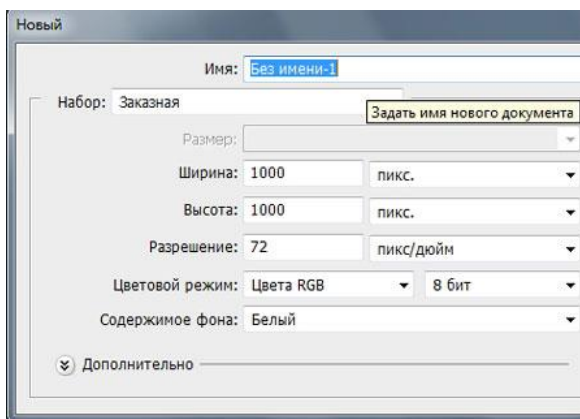 Новый
Имя: Без имени-1
Набор: Заказная
Задать имя нового документа
Размер:
Ширина: 1000 пикс.
Высота: 1000 пикс.
Разрешение: 72 пикс/дюйм
Цветовой режим: Цвета RGB 8 бит
Содержимое фона: Белый
Дополнительно